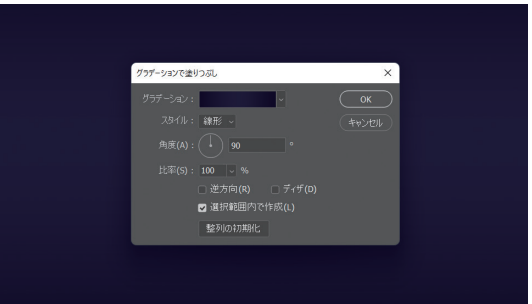 グラデーションで塗りつぶし
グラデーション：
OK
スタイル： 線形
キャンセル
角度(A)： 90 °
比率(S)： 100 %
逆方向(R) ディザ(D)
選択範囲内で作成(L)
整列の初期化